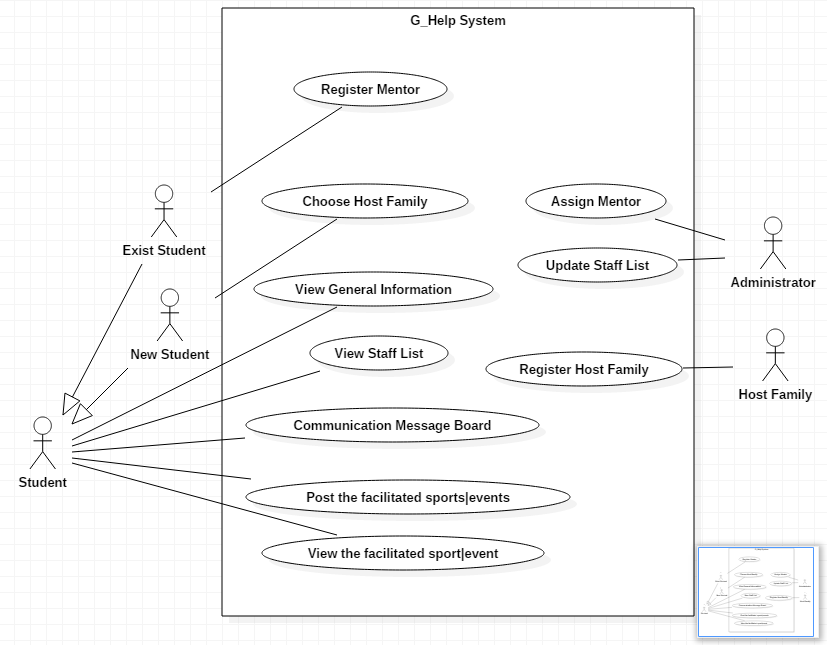 G_Help System
Register Mentor
Choose Host Family
Assign Mentor
Exist Student
Update Staff List
Administrator
View General Information
New Student
View Staff List
Register Host Family
Host Family
Communication Message Board
Student
Post the facilitated sports|events
View the facilitated sport|event